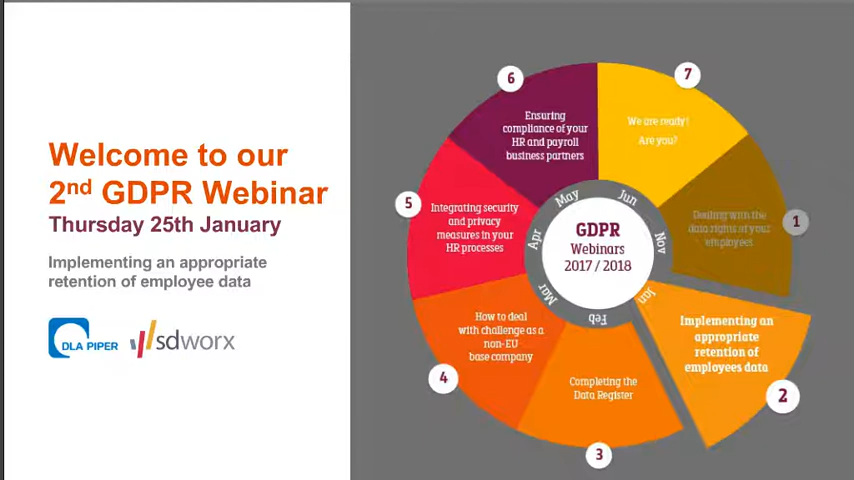 Welcome to our
2nd GDPR Webinar
Thursday 25th January
Implementing an appropriate
retention of employee data
DLA PIPER
sdworx
GDPR
Webinars
2017 / 2018
Nov
Jan
Feb
Mar
Apr
May
Jun
1
Dealing with the
data rights of your
employees
2
Implementing an
appropriate
retention of
employees data
3
Completing the
Data Register
4
How to deal
with challenge as a
non-EU
base company
5
Integrating security
and privacy
measures in your
HR processes
6
Ensuring
compliance of your
HR and payroll
business partners
7
We are ready!
Are you?